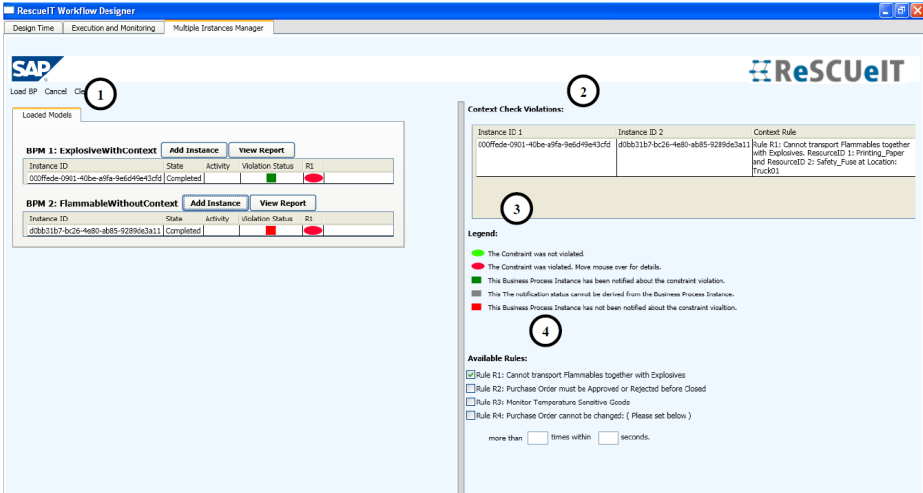 RescueIT Workflow Designer
Design Time Execution and Monitoring Multiple Instances Manager
SAP
ReSCUeIT
Load BP Cancel
1
2
Loaded Models
Context Check Violations:
BPM 1: ExplosiveWithContext Add Instance View Report
Instance ID State Activity Violation Status R1
000ffede-0901-40be-a9fa-9e6d49e43cfd Completed
BPM 2: FlammableWithoutContext Add Instance View Report
Instance ID State Activity Violation Status R1
d0bb31b7-bc26-4e80-ab85-9289de3a11 Completed
Instance ID 1 Instance ID 2 Context Rule
000ffede-0901-40be-a9fa-9e6d49e43cfd d0bb31b7-bc26-4e80-ab85-9289de3a11 Rule R1: Cannot transport Flammables together
with Explosives. ResourceID 1: Printing_Paper
and ResourceID 2: Safety_Fuse at Location:
Truck01
3
Legend:
The Constraint was not violated.
The Constraint was violated. Move mouse over for details.
This Business Process Instance has been notified about the constraint violation.
This The notification status cannot be derived from the Business Process Instance.
This Business Process Instance has not been notified about the constraint vioaltion.
4
Available Rules:
Rule R1: Cannot transport Flammables together with Explosives
Rule R2: Purchase Order must be Approved or Rejected before Closed
Rule R3: Monitor Temperature Sensitive Goods
Rule R4: Purchase Order cannot be changed: ( Please set below )
more than times within seconds.